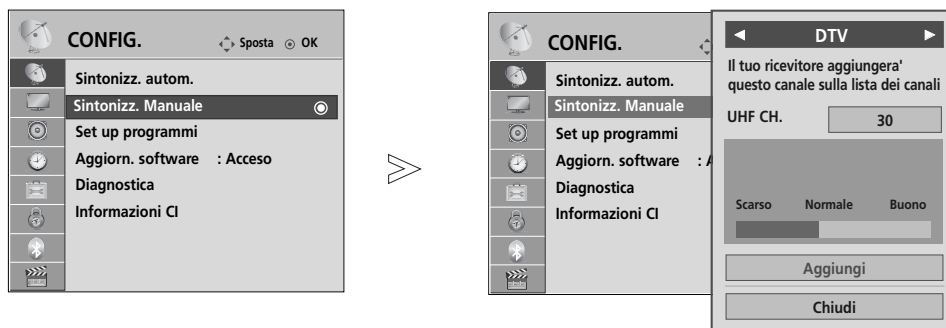 CONFIG. Sposta OK
Sintonizz. autom.
Sintonizz. Manuale
Set up programmi
Aggiorn. software : Acceso
Diagnostica
Informazioni CI
CONFIG.
Sintonizz. autom.
Sintonizz. Manuale
Set up programmi
Aggiorn. software : A
Diagnostica
Informazioni CI
◀ DTV ▶
Il tuo ricevitore aggiungera'
questo canale sulla lista dei canali
UHF CH. 30
Scarso Normale Buono
Aggiungi
Chiudi